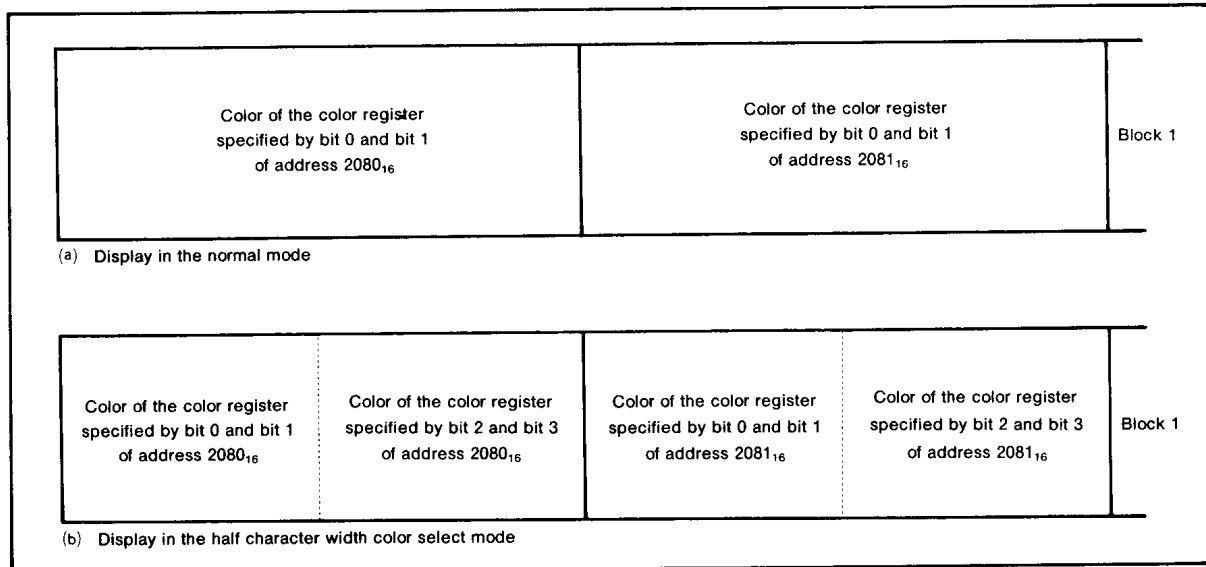 Color of the color register
specified by bit 0 and bit 1
of address 2080₁₆
Color of the color register
specified by bit 0 and bit 1
of address 2081₁₆
Block 1
(a) Display in the normal mode
Color of the color register
specified by bit 0 and bit 1
of address 2080₁₆
Color of the color register
specified by bit 2 and bit 3
of address 2080₁₆
Color of the color register
specified by bit 0 and bit 1
of address 2081₁₆
Color of the color register
specified by bit 2 and bit 3
of address 2081₁₆
Block 1
(b) Display in the half character width color select mode